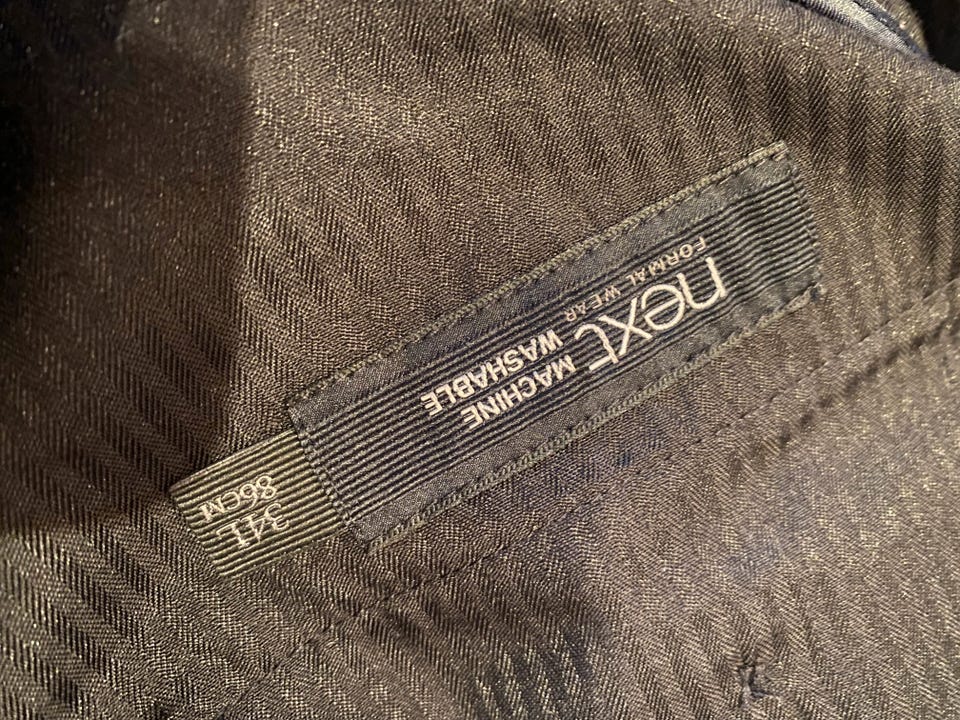 next
FORMAL WEAR
MACHINE
WASHABLE
34L
86CM